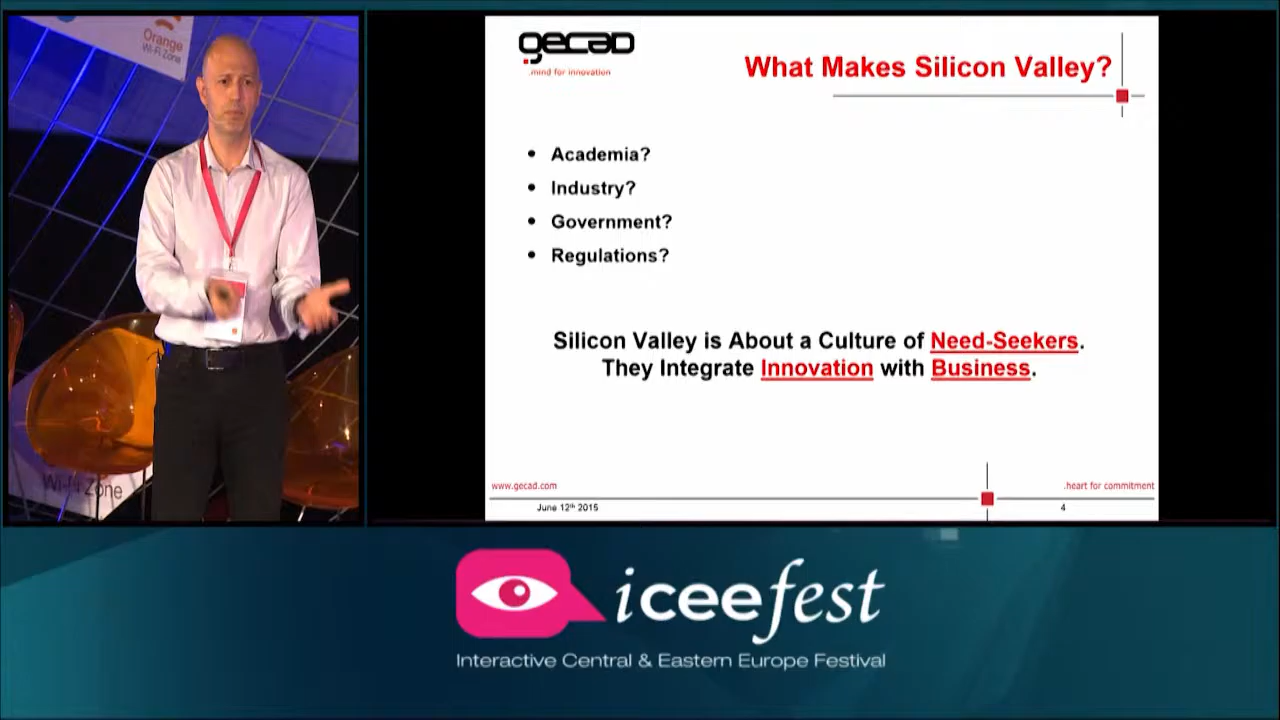 Orange
Wi-Fi Zone
Wi-Fi Zone
gecad
.mind for innovation
What Makes Silicon Valley?
• Academia?
• Industry?
• Government?
• Regulations?
Silicon Valley is About a Culture of Need-Seekers.
They Integrate Innovation with Business.
www.gecad.com
.heart for commitment
June 12th 2015
4
iceefest
Interactive Central & Eastern Europe Festival